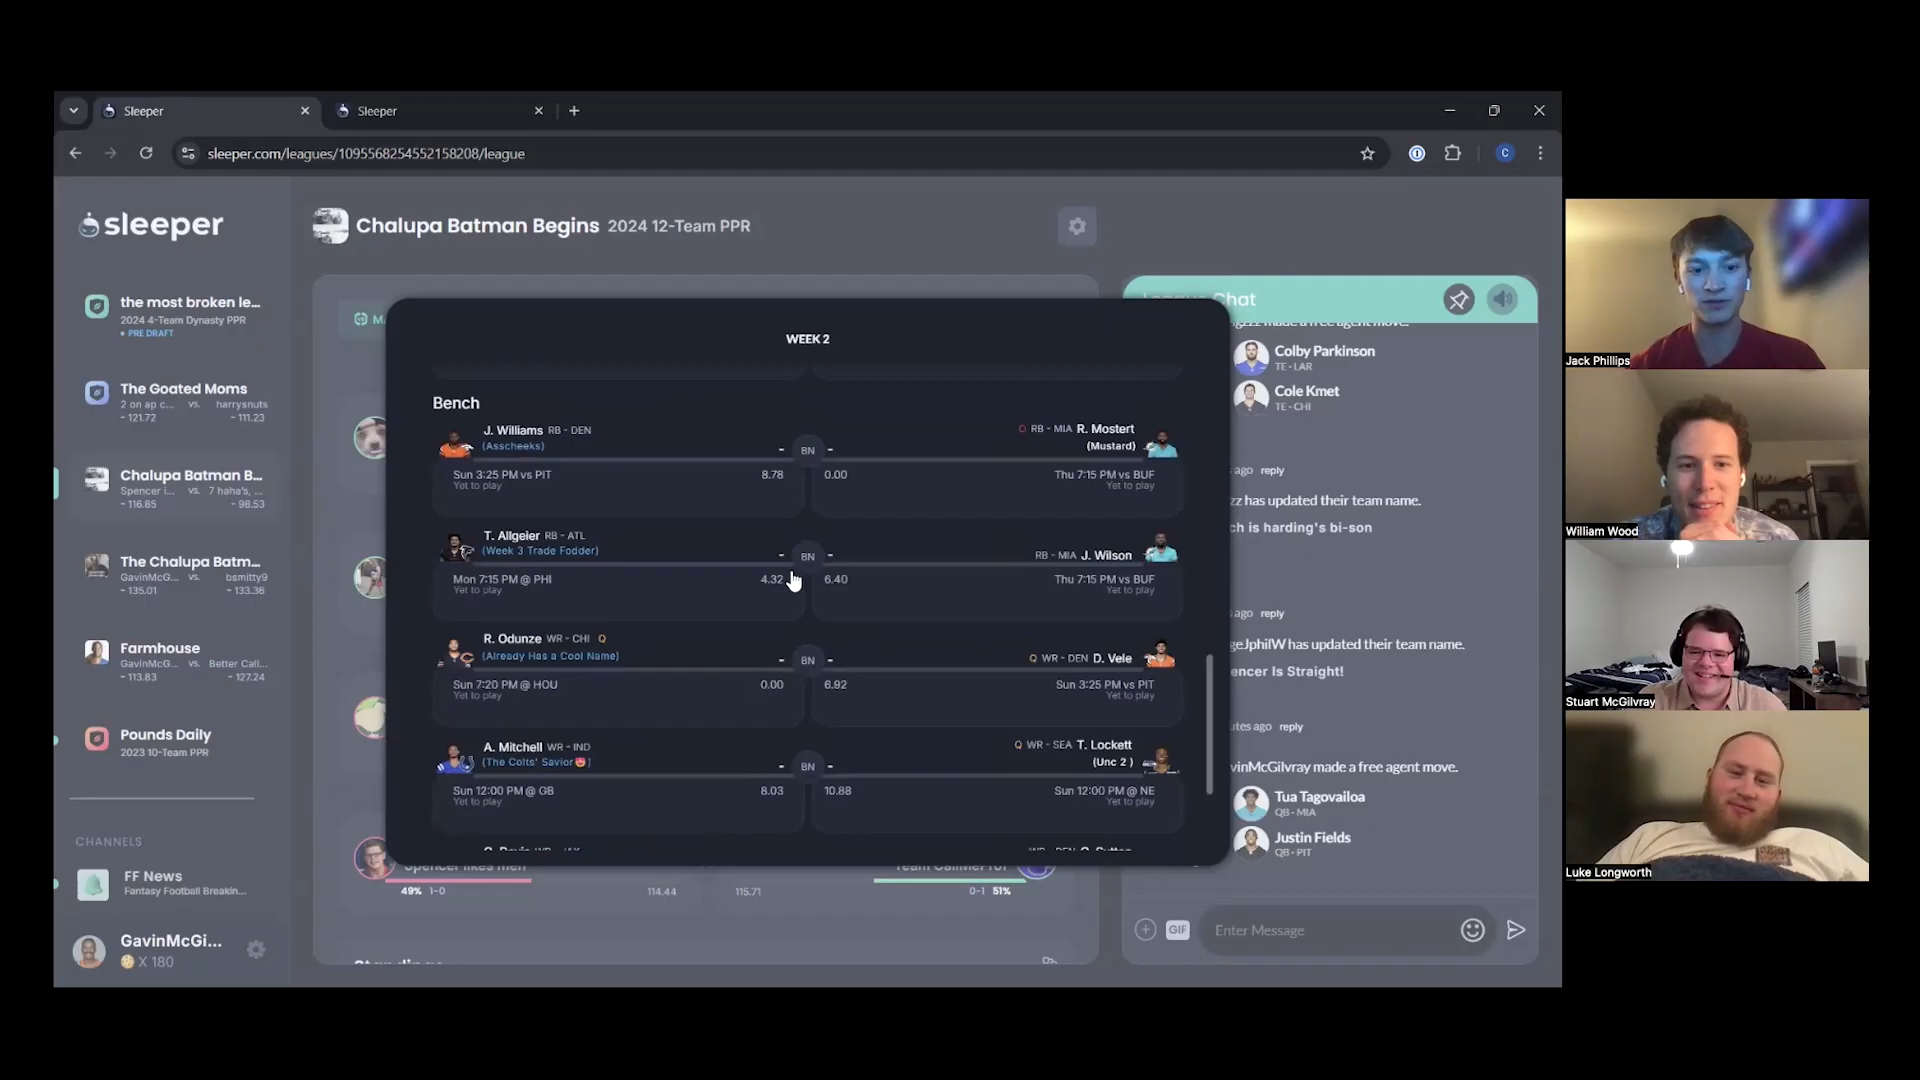 Sleeper
Sleeper
sleeper.com/leagues/1095568254552158208/league
C
sleeper
Chalupa Batman Begins 2024 12-Team PPR
the most broken le...
2024 4-Team Dynasty PPR
• PRE DRAFT
The Goated Moms
2 on ap c... vs. harrysnuts
- 121.72 - 111.23
Chalupa Batman B...
Spencer i... vs. 7 haha's, ...
- 116.85 - 98.53
The Chalupa Batm...
GavinMcG... vs. bsmitty9
- 135.01 - 133.36
Farmhouse
GavinMcG... vs. Better Call...
- 113.83 - 127.24
Pounds Daily
2023 10-Team PPR
CHANNELS
FF News
Fantasy Football Breakin...
GavinMcGi...
X 180
WEEK 2
Bench
J. Williams RB - DEN
(Asscheeks)
- BN -
O RB - MIA R. Mostert
(Mustard)
Sun 3:25 PM vs PIT 8.78
Yet to play
0.00 Thu 7:15 PM vs BUF
Yet to play
T. Allgeier RB - ATL
(Week 3 Trade Fodder)
- BN -
RB - MIA J. Wilson
Mon 7:15 PM @ PHI 4.32
Yet to play
6.40 Thu 7:15 PM vs BUF
Yet to play
R. Odunze WR - CHI Q
(Already Has a Cool Name)
- BN -
Q WR - DEN D. Vele
Sun 7:20 PM @ HOU 0.00
Yet to play
6.92 Sun 3:25 PM vs PIT
Yet to play
A. Mitchell WR - IND
(The Colts' Savior😍)
- BN -
Q WR - SEA T. Lockett
(Unc 2 )
Sun 12:00 PM @ GB 8.03
Yet to play
10.88 Sun 12:00 PM @ NE
Yet to play
Spencer likes men
49% 1-0 114.44
115.71 0-1 51%
Standings
Chat
made a free agent move.
Colby Parkinson
TE - LAR
Cole Kmet
TE - CHI
ago reply
zz has updated their team name.
ch is harding's bi-son
ago reply
geJphilW has updated their team name.
encer Is Straight!
utes ago reply
vinMcGilvray made a free agent move.
Tua Tagovailoa
QB - MIA
Justin Fields
QB - PIT
GIF Enter Message
Jack Phillips
William Wood
Stuart McGilvray
Luke Longworth